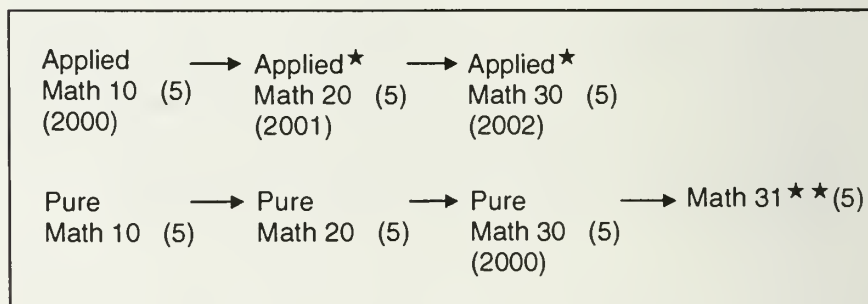 Applied → Applied★ → Applied★
Math 10 (5) Math 20 (5) Math 30 (5)
(2000) (2001) (2002)
Pure → Pure → Pure → Math 31★★(5)
Math 10 (5) Math 20 (5) Math 30 (5)
(2000)